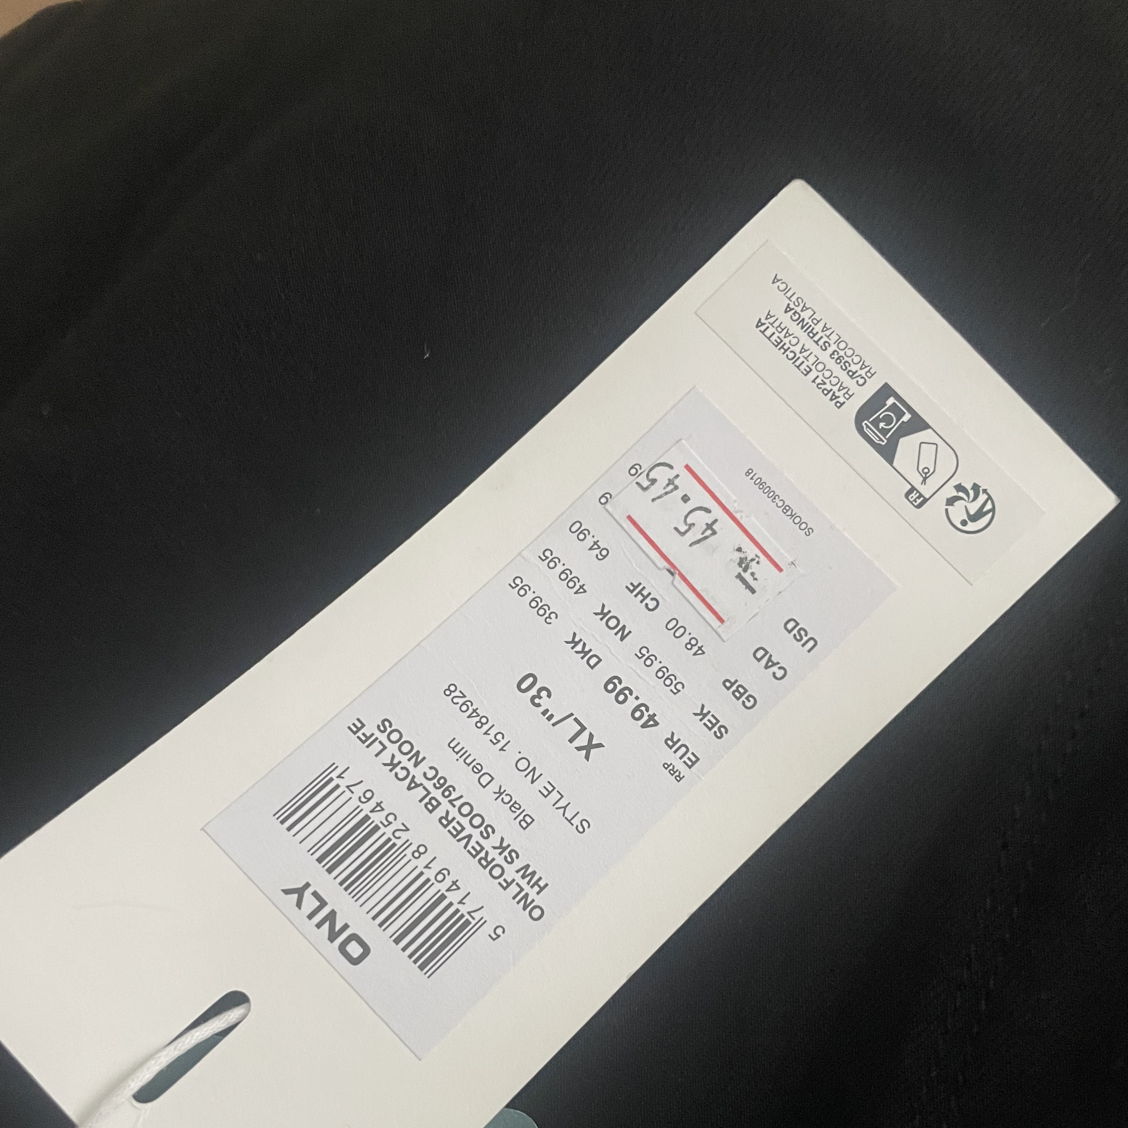 ONLY
5 714918 254671
ONLFOREVER BLACK LIFE
HW SK SOO796C NOOS
Black Denim
STYLE NO. 15184928
XL/"30
RRP
EUR 49.99 DKK 399.95
SEK 599.95 NOK 499.95
GBP 48.00 CHF 64.90
CAD
USD
45.45
SOOKBC3009018
FR
PAP21 ETICHETTA
RACCOLTA CARTA
C/PS93 STRINGA
RACCOLTA PLASTICA